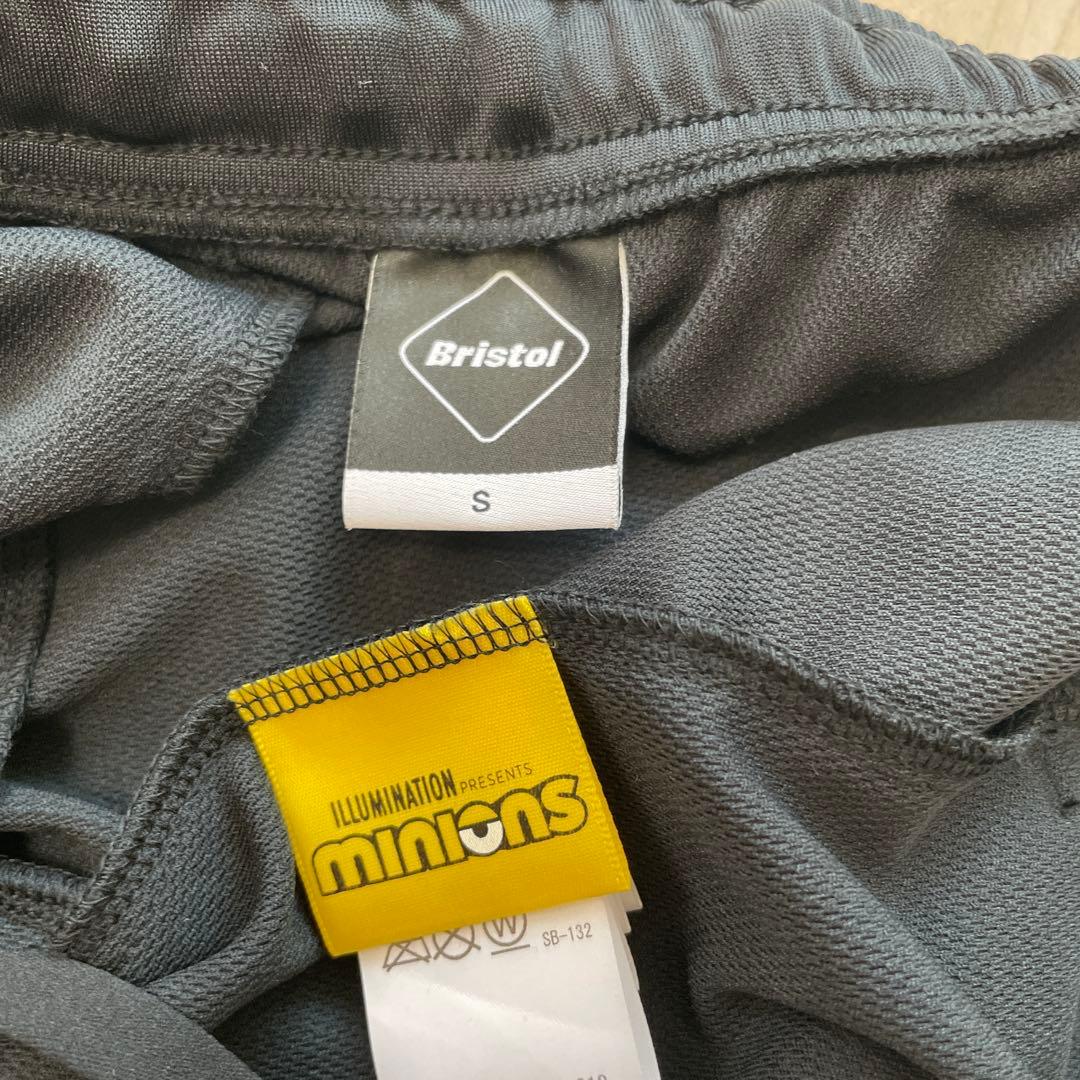 Bristol
S
ILLUMINATION PRESENTS
minions
W SB-132